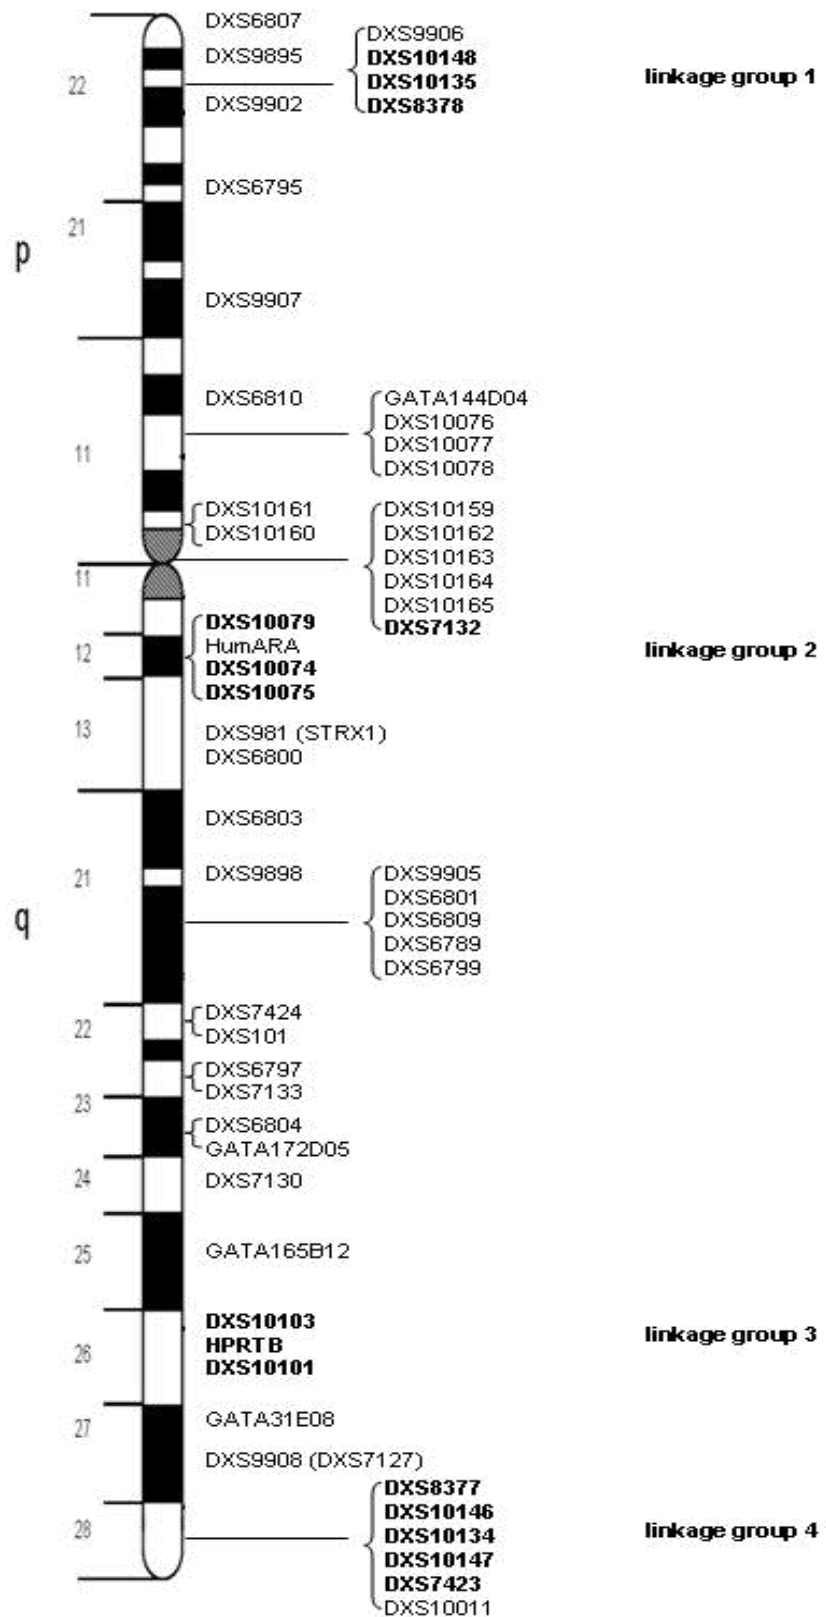 DXS6807
DXS9906
DXS9895
DXS10148
linkage group 1
22
DXS10135
DXS9902
DXS8378
DXS6795
21
p
DXS9907
DXS6810
GATA144D04
DXS10076
11
DXS10077
DXS10078
DXS10161
DXS10159
DXS10160
DXS10162
DXS10163
11
DXS10164
DXS10165
DXS10079
DXS7132
12
HumARA
linkage group 2
DXS10074
DXS10075
13
DXS981 (STRX1)
DXS6800
DXS6803
21
DXS9898
DXS9905
DXS6801
q
DXS6809
DXS6789
DXS6799
DXS7424
22
DXS101
DXS6797
DXS7133
23
DXS6804
GATA172D05
24
DXS7130
25
GATA165B12
DXS10103
linkage group 3
HPRTB
26
DXS10101
27
GATA31E08
DXS9908 (DXS7127)
DXS8377
DXS10146
28
DXS10134
linkage group 4
DXS10147
DXS7423
DXS10011